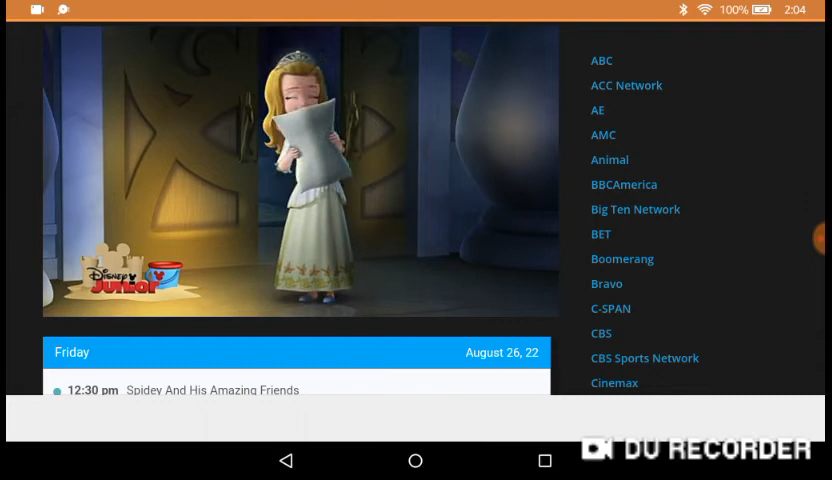 100%
2:04
Disney
Junior
ABC
ACC Network
AE
AMC
Animal
BBCAmerica
Big Ten Network
BET
Boomerang
Bravo
C-SPAN
CBS
CBS Sports Network
Cinemax
Friday
August 26, 22
12:30 pm Spidey And His Amazing Friends
DU RECORDER